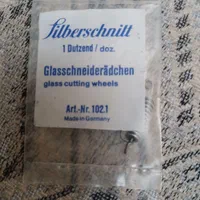 Silberschnitt
1 Dutzend / doz.
Glasschneiderädchen
glass cutting wheels
Art.-Nr. 102.1
Made in Germany